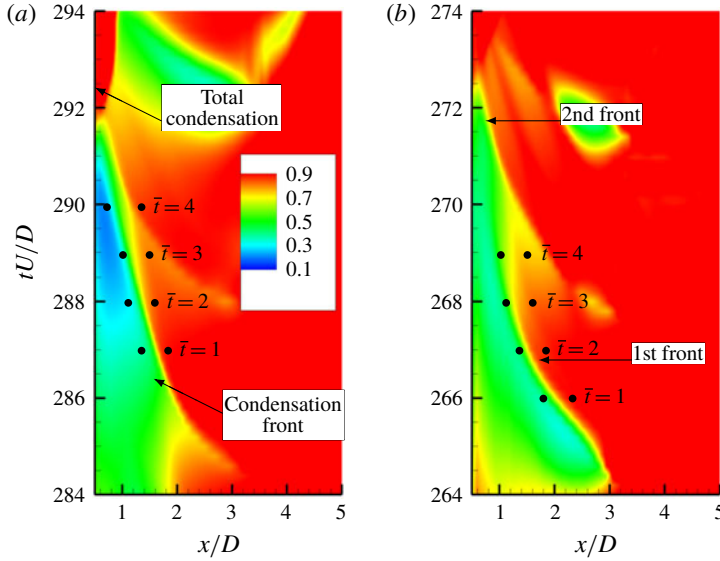 (a)
294
292
290
288
286
284
tU/D
Total
condensation
0.9
0.7
0.5
0.3
0.1
t̄ = 4
t̄ = 3
t̄ = 2
t̄ = 1
Condensation
front
1
2
3
4
5
x/D
(b)
274
272
270
268
266
264
2nd front
t̄ = 4
t̄ = 3
t̄ = 2
1st front
t̄ = 1
1
2
3
4
5
x/D